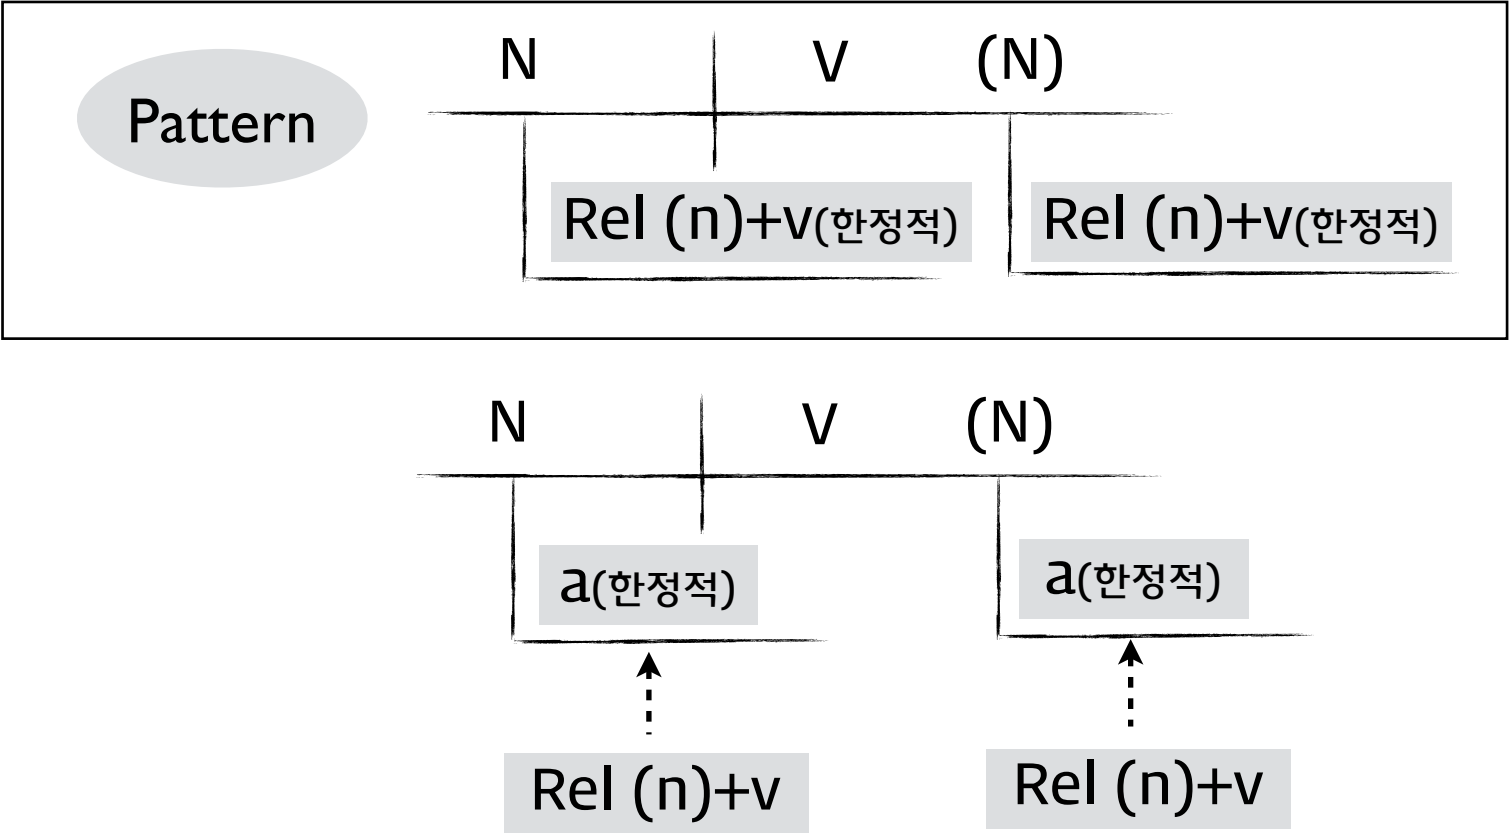 N V (N)
Pattern
Rel (n)+v(한정적) Rel (n)+v(한정적)
N V (N)
a(한정적) a(한정적)
Rel (n)+v Rel (n)+v